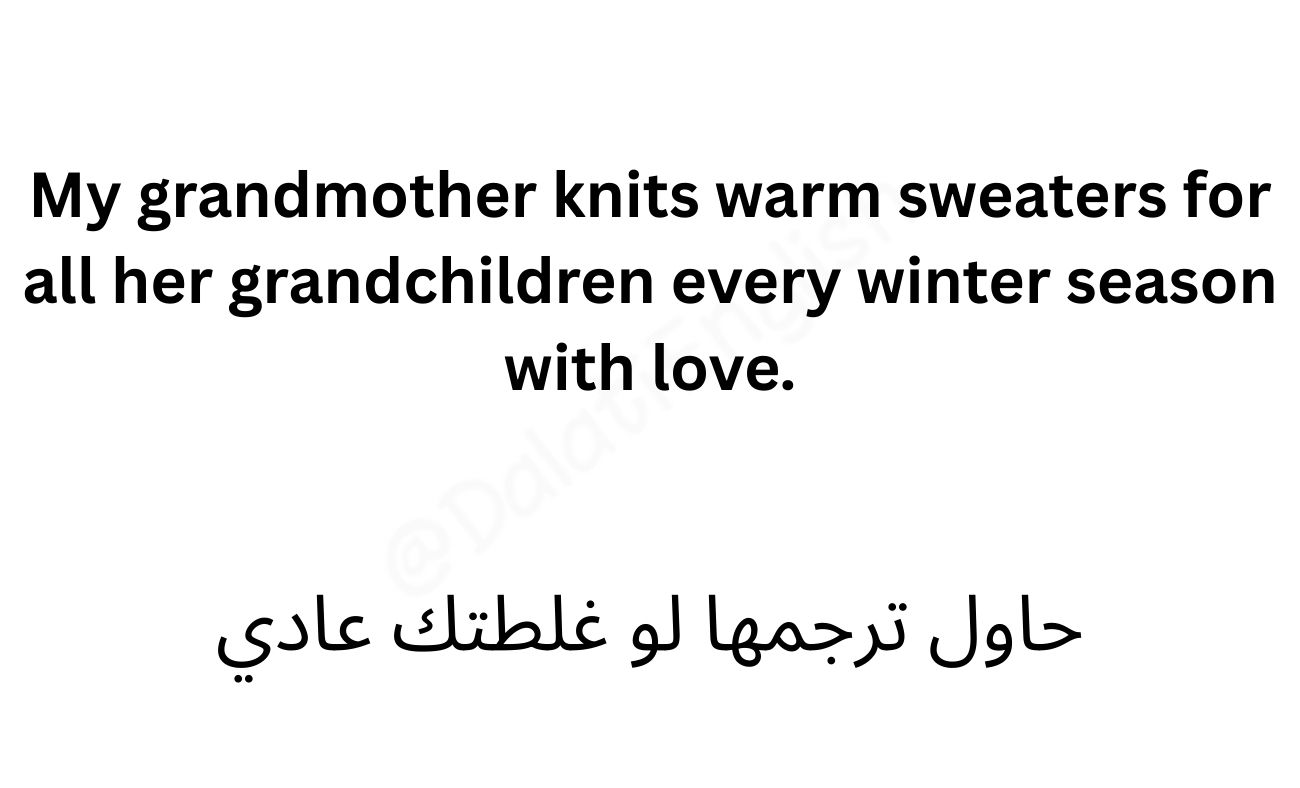 My grandmother knits warm sweaters for
all her grandchildren every winter season
with love.
@DalatEnglish
حاول ترجمها لو غلطتك عادي